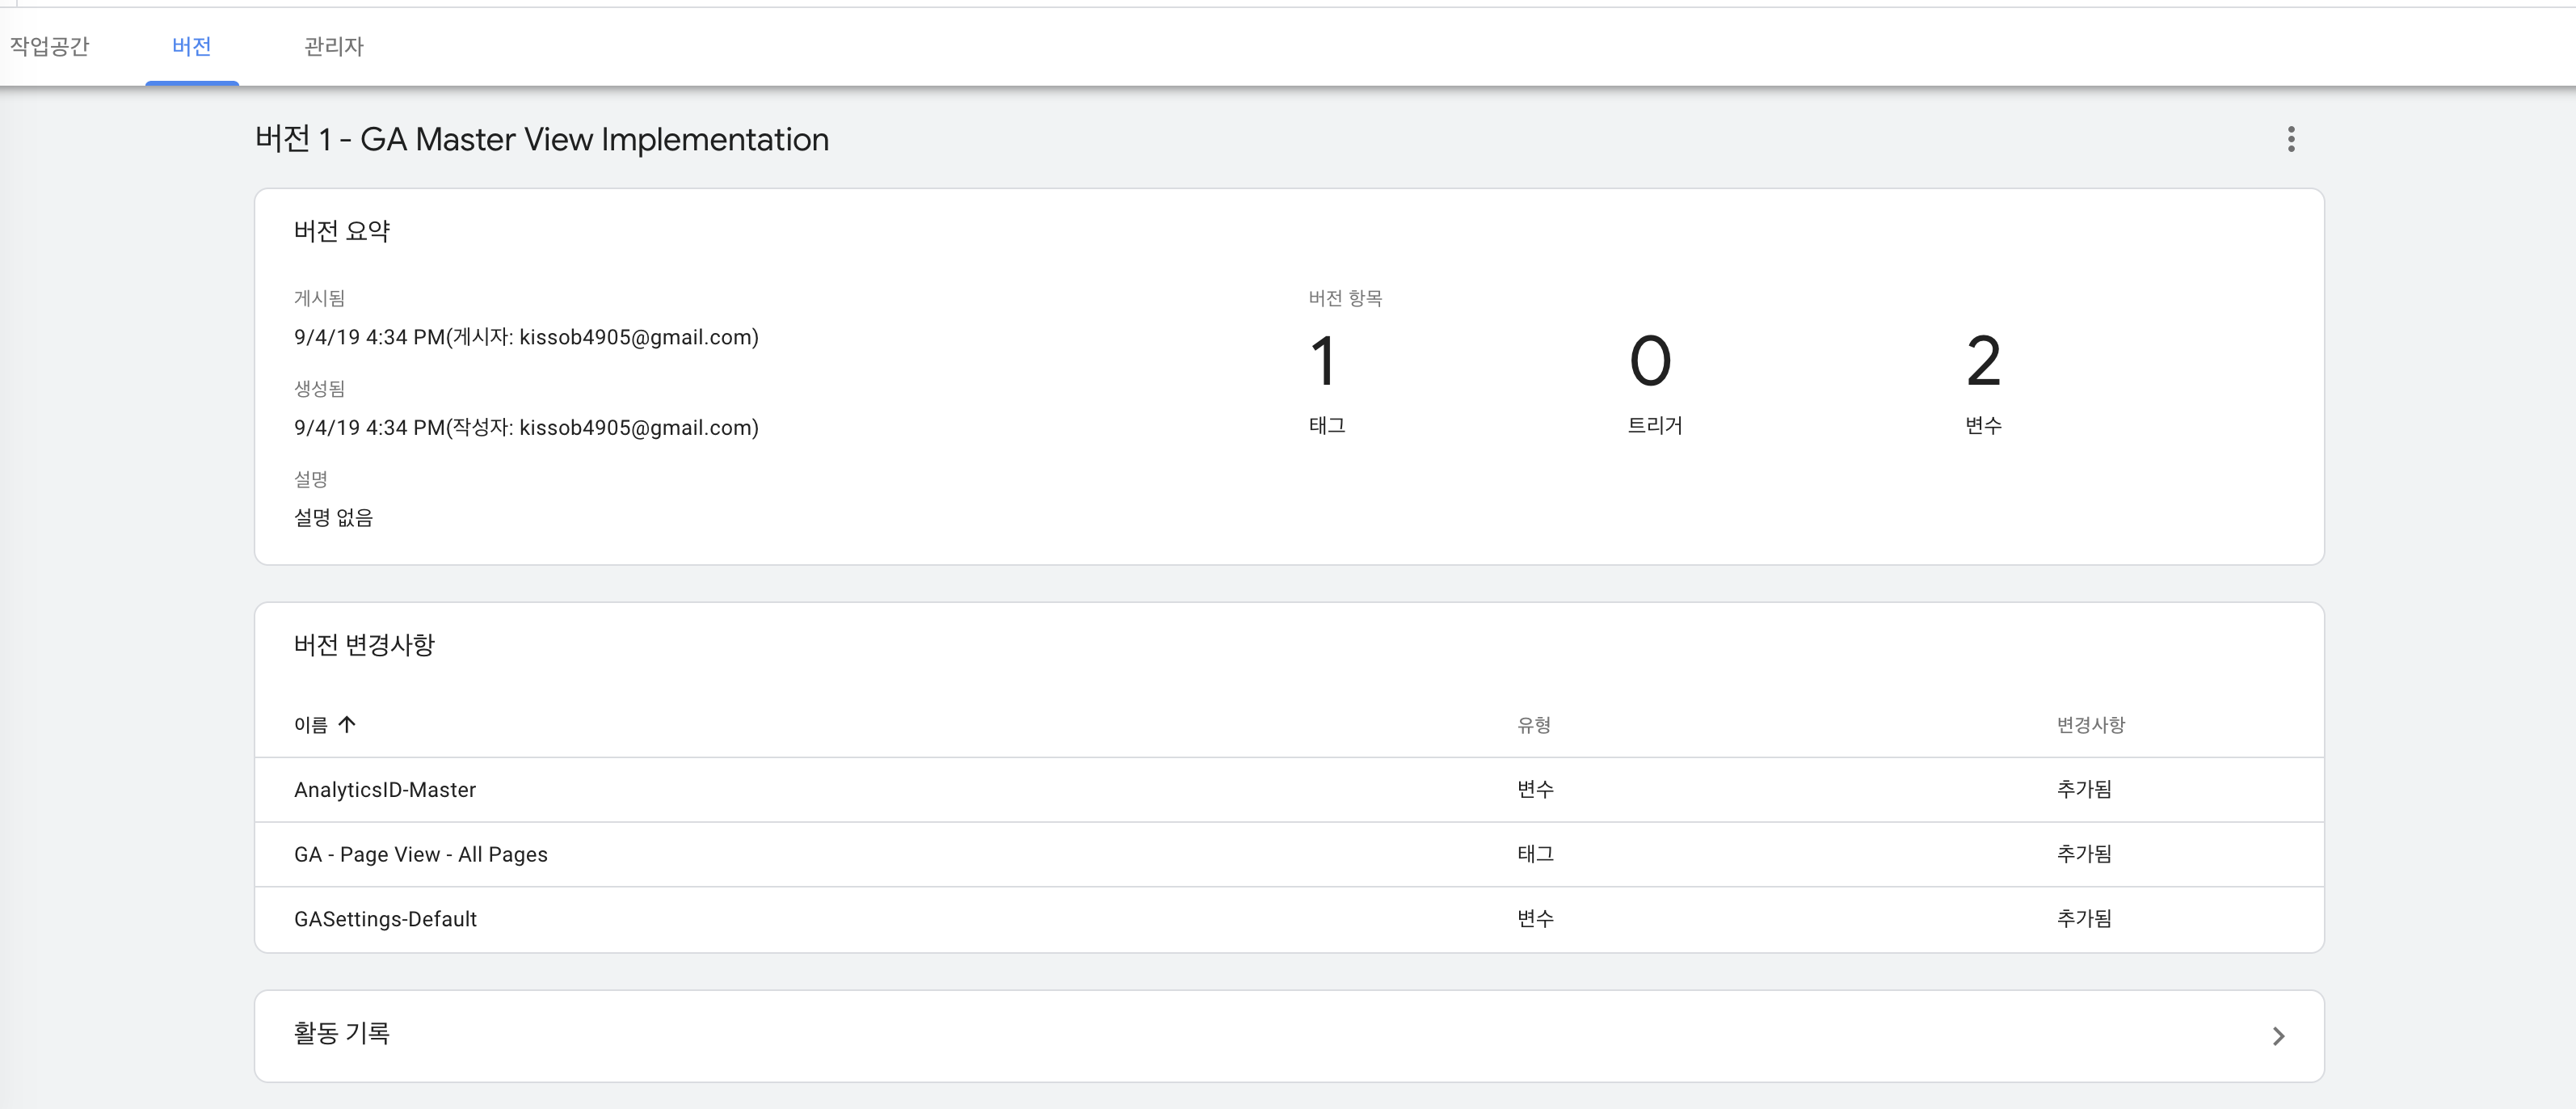 작업공간 버전 관리자
버전 1 - GA Master View Implementation
버전 요약
게시됨
9/4/19 4:34 PM(게시자: kissob4905@gmail.com)
생성됨
9/4/19 4:34 PM(작성자: kissob4905@gmail.com)
설명
설명 없음
버전 항목
1 0 2
태그 트리거 변수
버전 변경사항
이름 유형 변경사항
AnalyticsID-Master 변수 추가됨
GA - Page View - All Pages 태그 추가됨
GASettings-Default 변수 추가됨
활동 기록